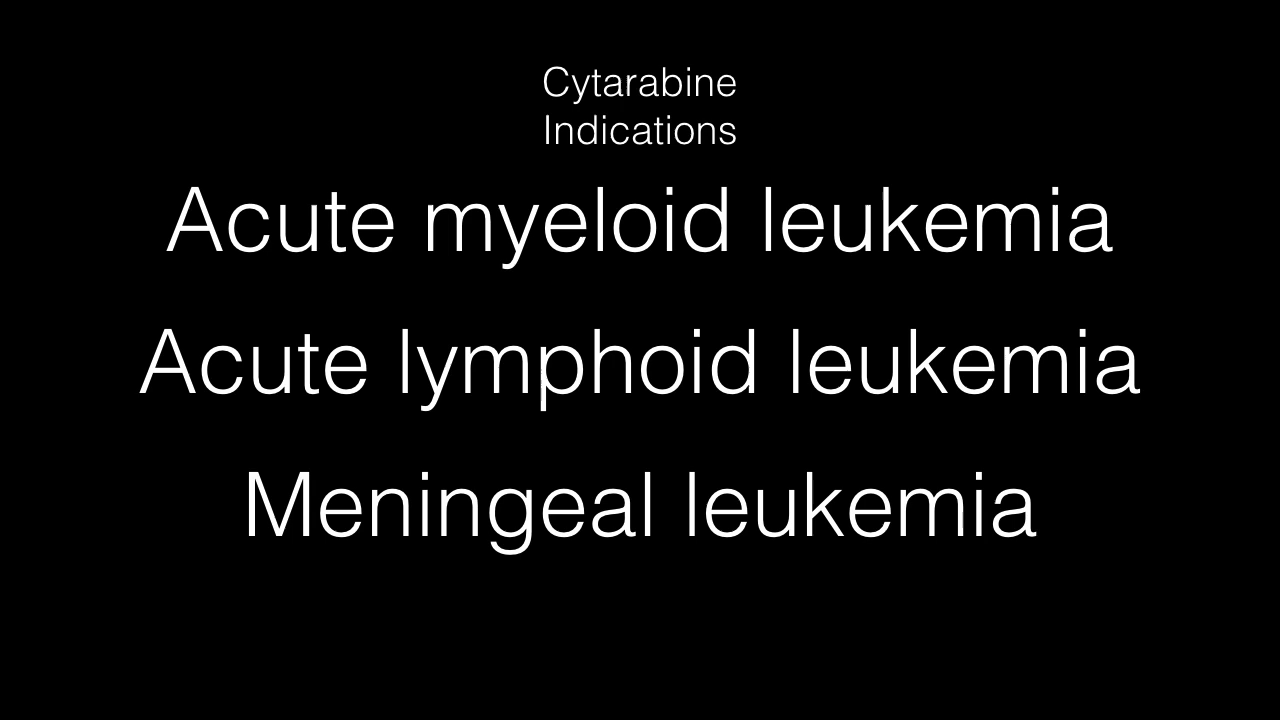 Cytarabine
Indications
Acute myeloid leukemia
Acute lymphoid leukemia
Meningeal leukemia